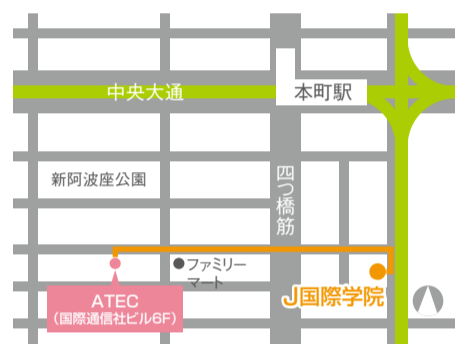 中央大通
本町駅
新阿波座公園
四つ橋筋
ファミリー
マート
J国際学院
ATEC
(国際通信社ビル6F)